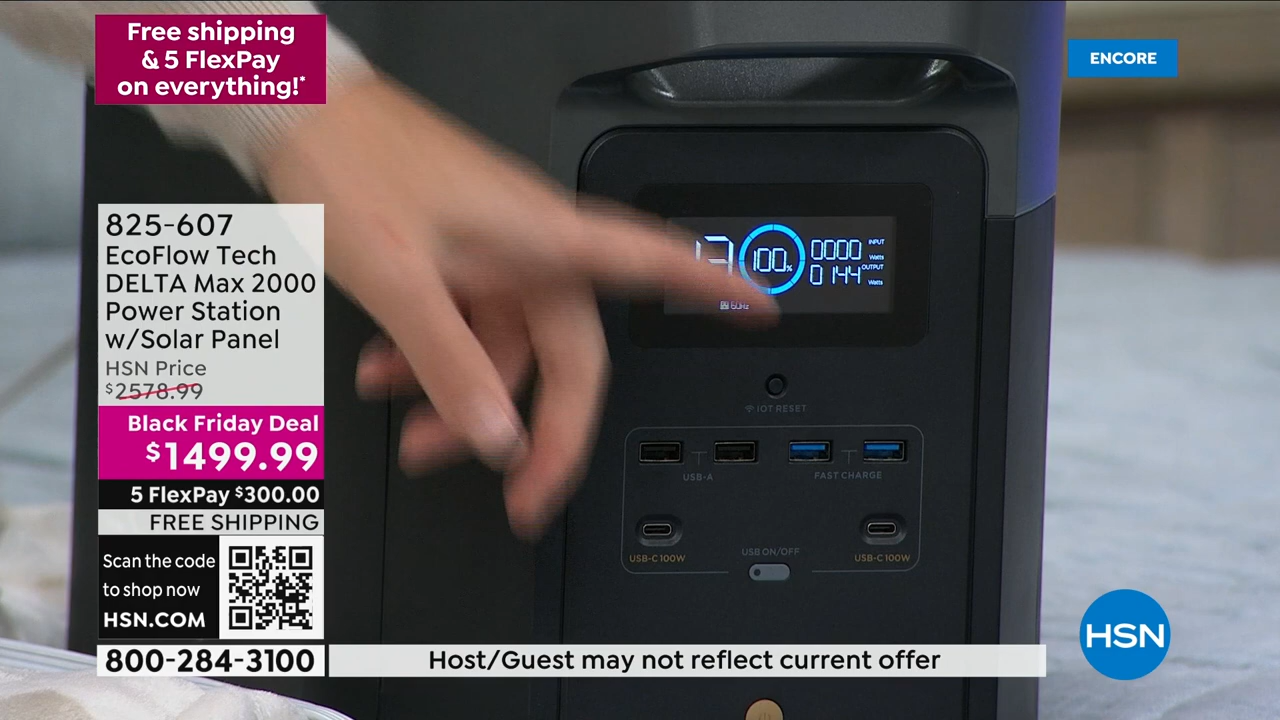 Free shipping
& 5 FlexPay
on everything!*
ENCORE
825-607
EcoFlow Tech
DELTA Max 2000
Power Station
w/Solar Panel
HSN Price
$2578.99
Black Friday Deal
$1499.99
5 FlexPay $300.00
FREE SHIPPING
Scan the code
to shop now
HSN.COM
800-284-3100
Host/Guest may not reflect current offer
HSN
100%
0000 INPUT Watts
0144 OUTPUT Watts
60Hz
IOT RESET
USB-A
FAST CHARGE
USB-C 100W
USB ON/OFF
USB-C 100W